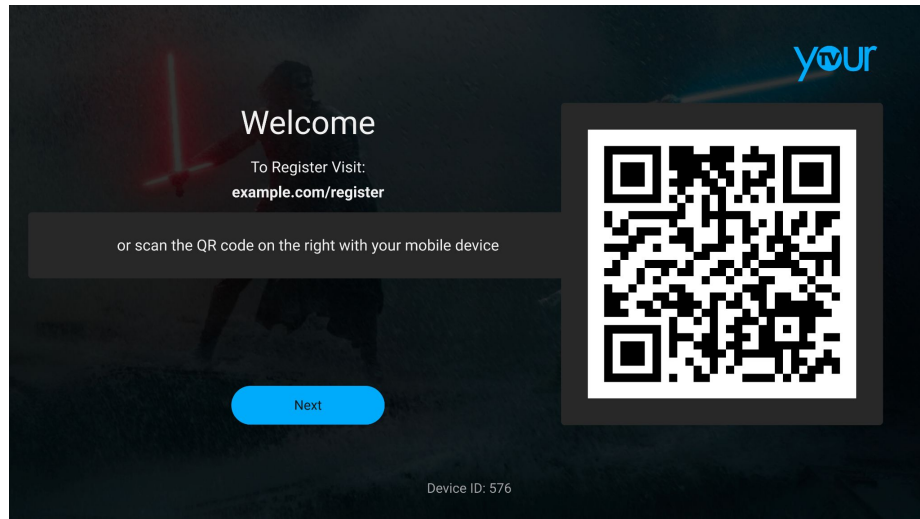 your
TV
Welcome
To Register Visit:
example.com/register
or scan the QR code on the right with your mobile device
Next
Device ID: 576